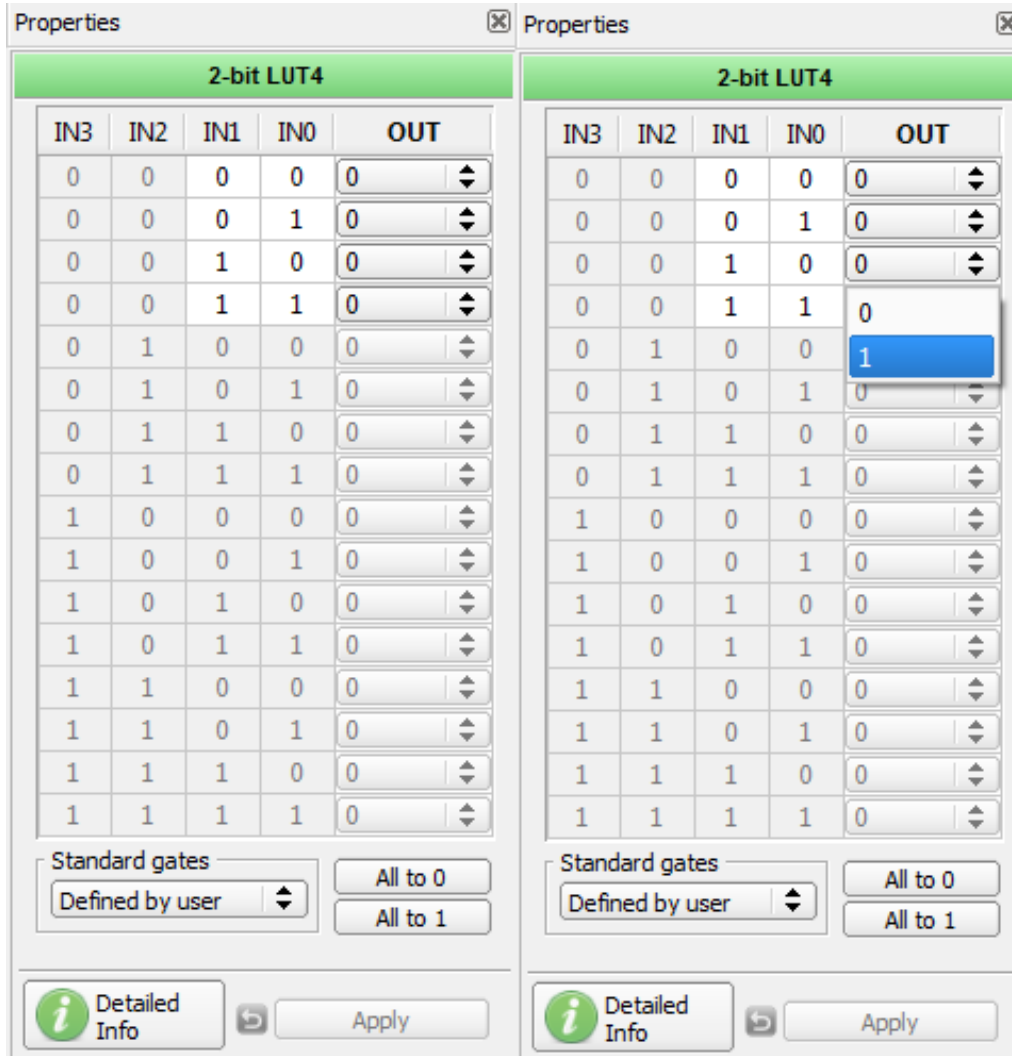 Properties
2-bit LUT4
IN3 IN2 IN1 IN0 OUT
0 0 0 0 0
0 0 0 1 0
0 0 1 0 0
0 0 1 1 0
0 1 0 0 0
0 1 0 1 0
0 1 1 0 0
0 1 1 1 0
1 0 0 0 0
1 0 0 1 0
1 0 1 0 0
1 0 1 1 0
1 1 0 0 0
1 1 0 1 0
1 1 1 0 0
1 1 1 1 0
Standard gates
Defined by user
All to 0
All to 1
Detailed
Info
Apply
Properties
2-bit LUT4
IN3 IN2 IN1 IN0 OUT
0 0 0 0 0
0 0 0 1 0
0 0 1 0 0
0 0 1 1 0
0 1 0 0 1
0 1 0 1 0
0 1 1 0 0
0 1 1 1 0
1 0 0 0 0
1 0 0 1 0
1 0 1 0 0
1 0 1 1 0
1 1 0 0 0
1 1 0 1 0
1 1 1 0 0
1 1 1 1 0
Standard gates
Defined by user
All to 0
All to 1
Detailed
Info
Apply